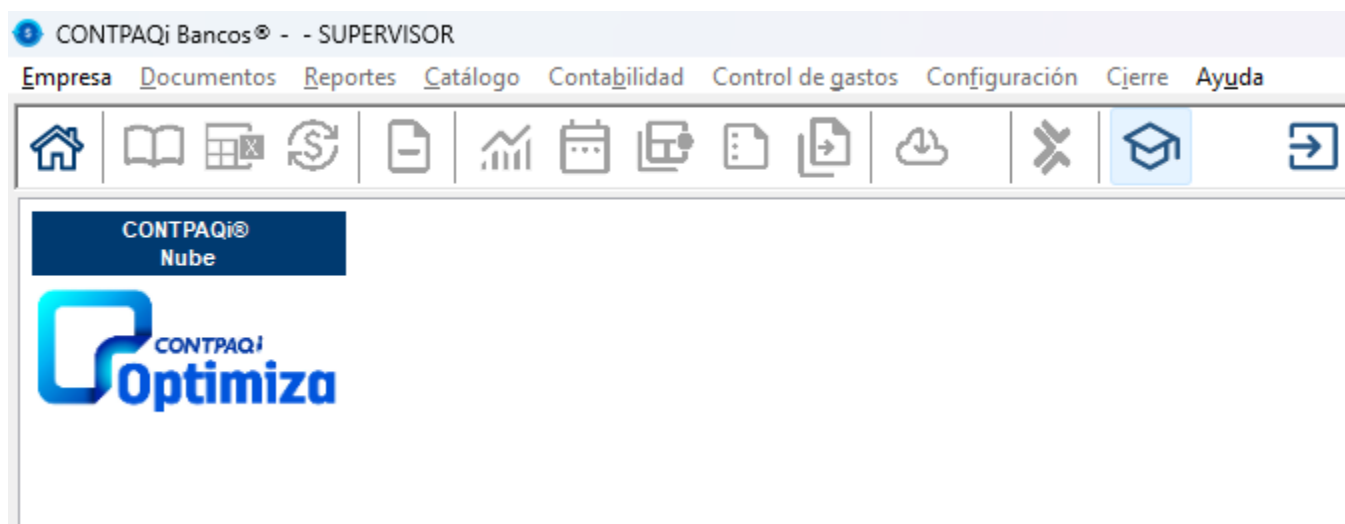 CONTPAQi Bancos® - - SUPERVISOR
Empresa Documentos Reportes Catálogo Contabilidad Control de gastos Configuración Cierre Ayuda
CONTPAQi®
Nube
CONTPAQi
Optimiza